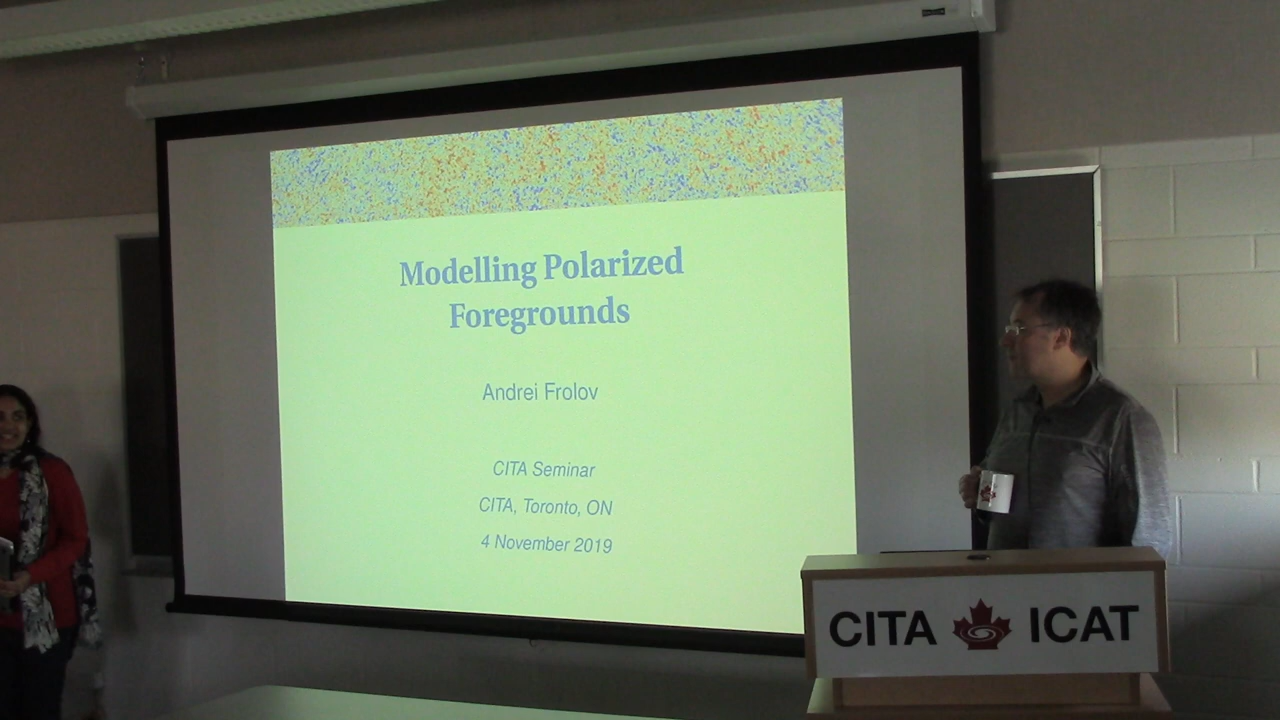 Modelling Polarized
Foregrounds
Andrei Frolov
CITA Seminar
CITA, Toronto, ON
4 November 2019
CITA ICAT